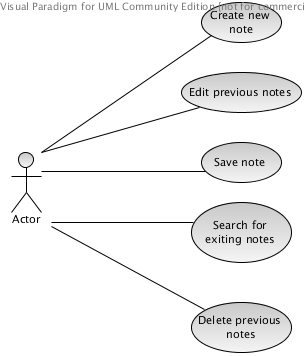 Visual Paradigm for UML Community Edition [not for commerci
Create new
note
Edit previous notes
Save note
Actor
Search for
exiting notes
Delete previous
notes